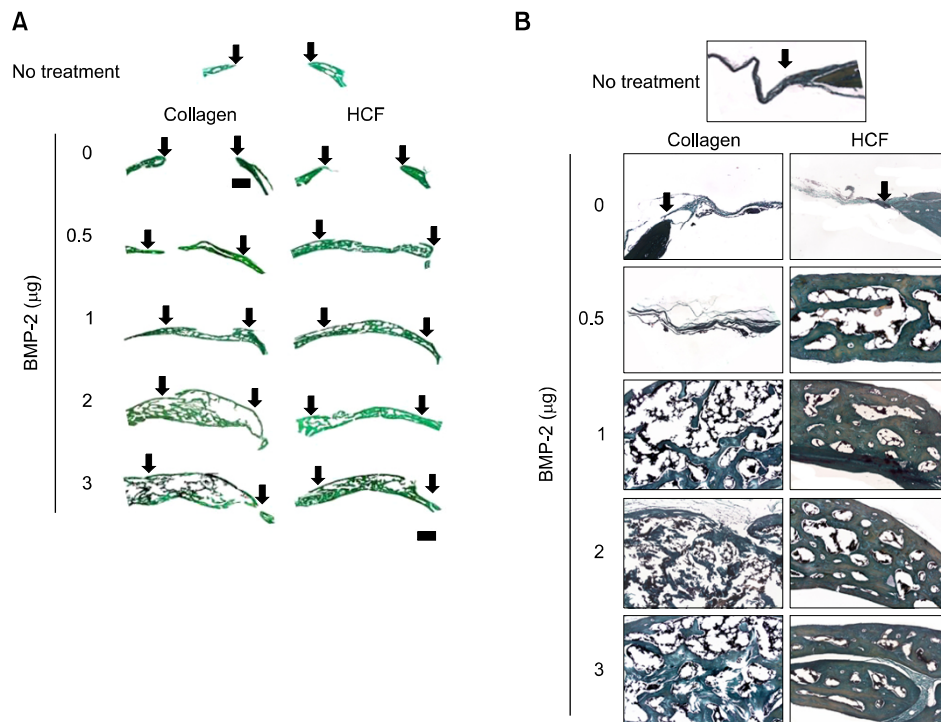 A
No treatment
Collagen HCF
BMP-2 (μg)
0
0.5
1
2
3
B
No treatment
Collagen HCF
BMP-2 (μg)
0
0.5
1
2
3